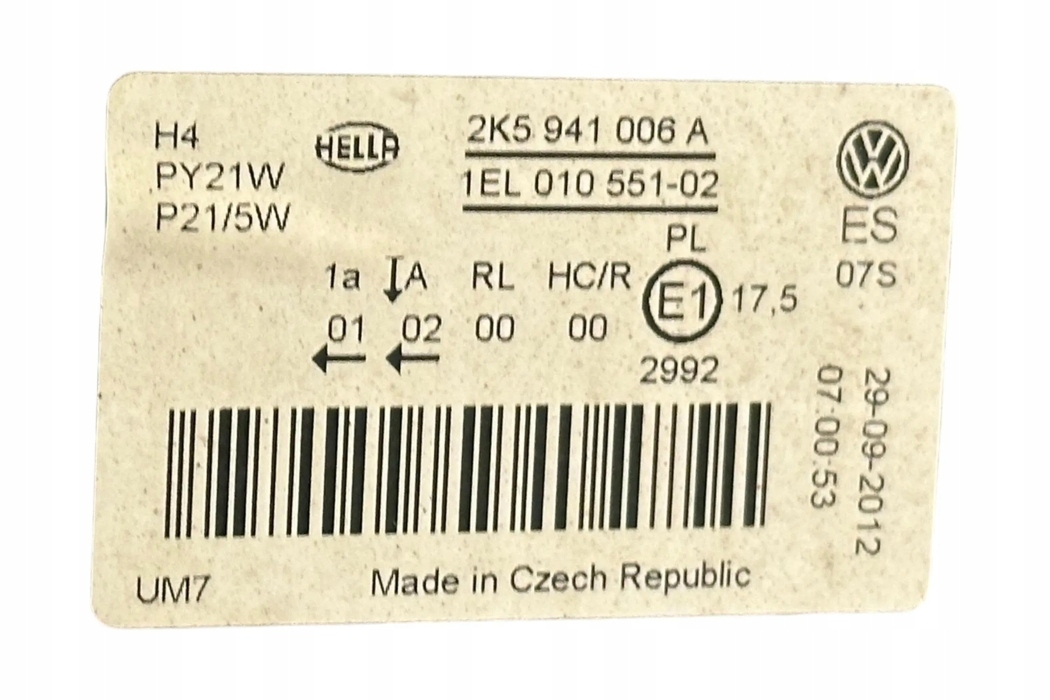 H4
PY21W
P21/5W
HELLA
2K5 941 006 A
1EL 010 551-02
ES
07S
1a A RL HC/R
01 02 00 00
PL
E1 17,5
2992
29-09-2012
07:00:53
UM7
Made in Czech Republic